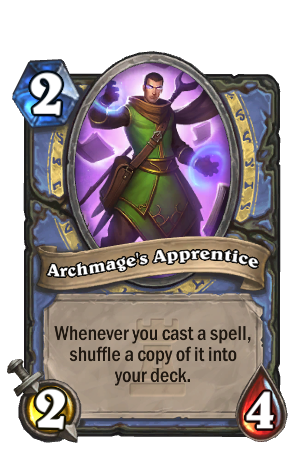 2
Archmage's Apprentice
Whenever you cast a spell,
shuffle a copy of it into
your deck.
2
4